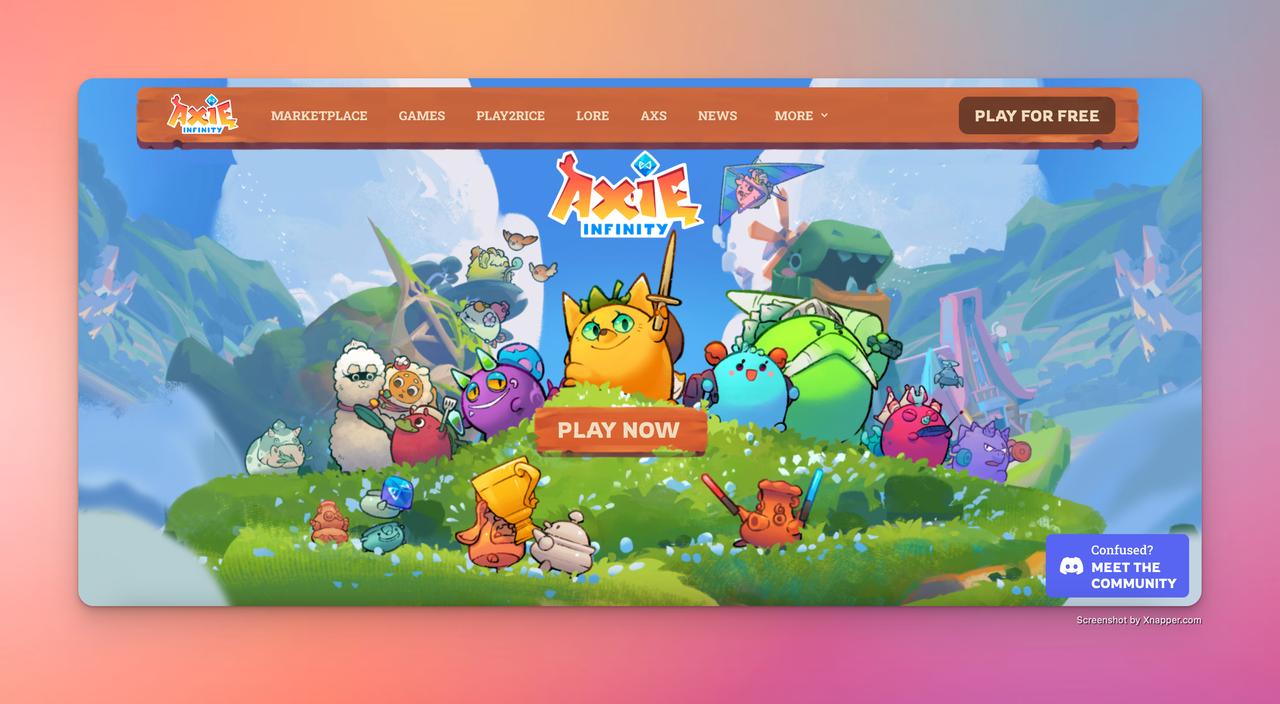 AXIE
INFINITY
MARKETPLACE
GAMES
PLAY2RICE
LORE
AXS
NEWS
MORE
PLAY FOR FREE
AXIE
INFINITY
PLAY NOW
Confused?
MEET THE
COMMUNITY
Screenshot by Xnapper.com